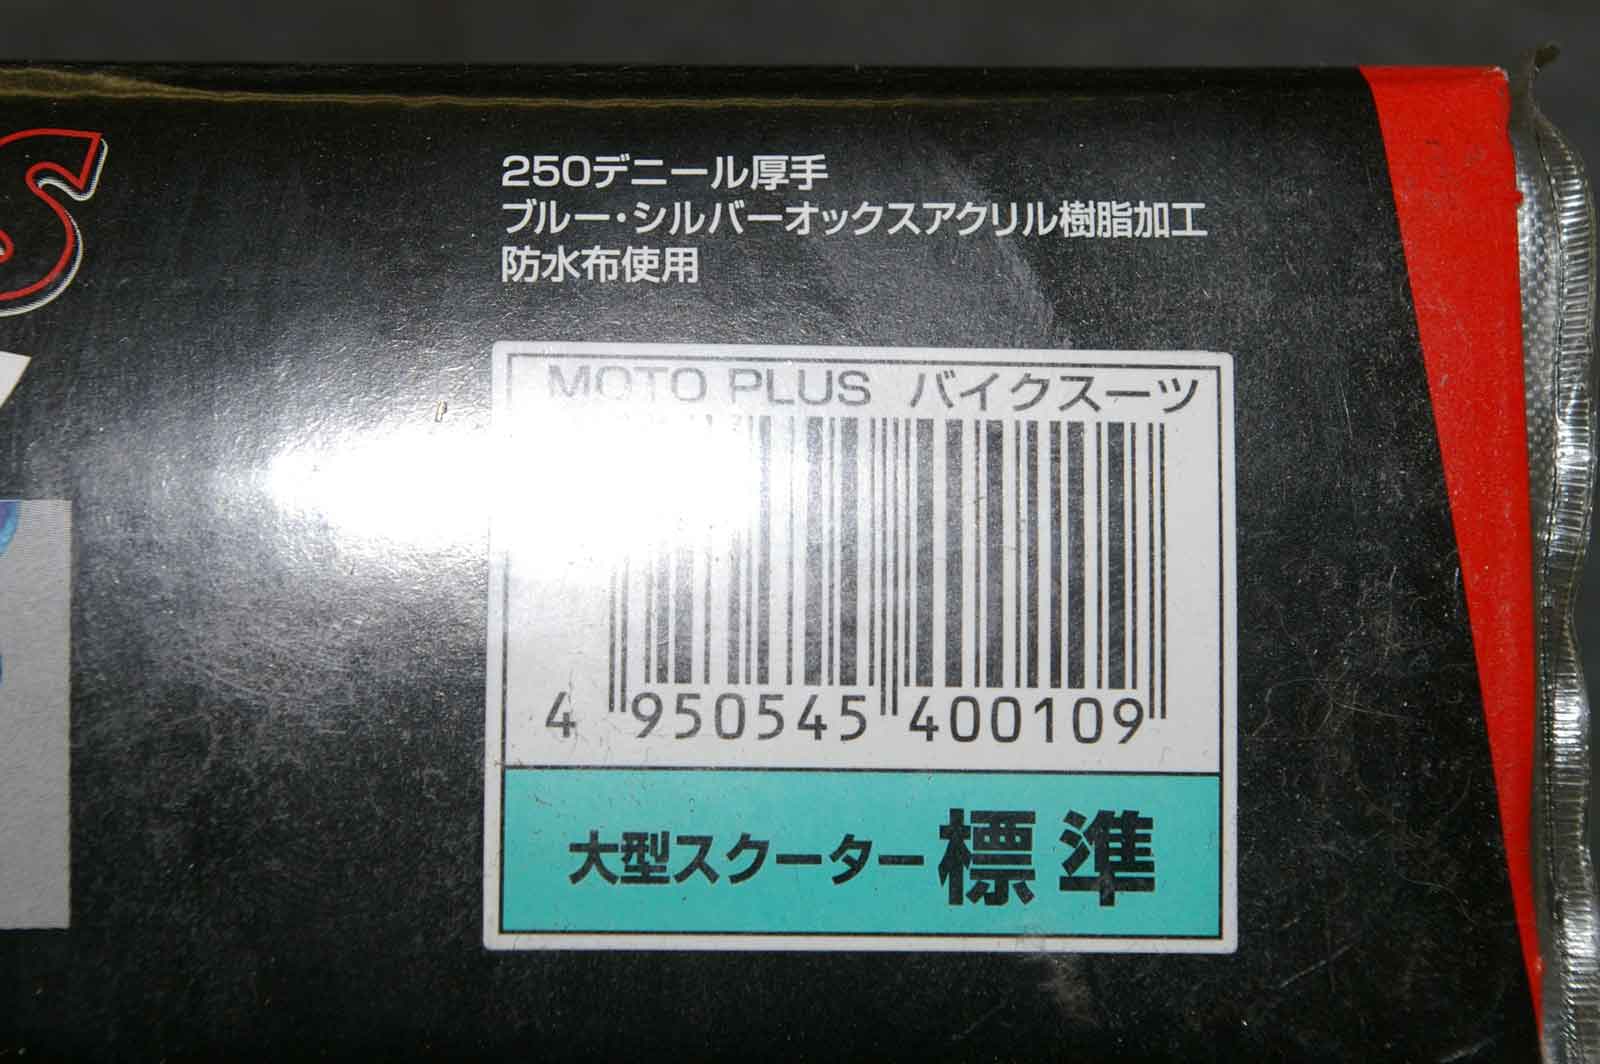 250デニール厚手
ブルー・シルバーオックスアクリル樹脂加工
防水布使用
MOTO PLUS バイクスーツ
4 950545 400109
大型スクーター標準